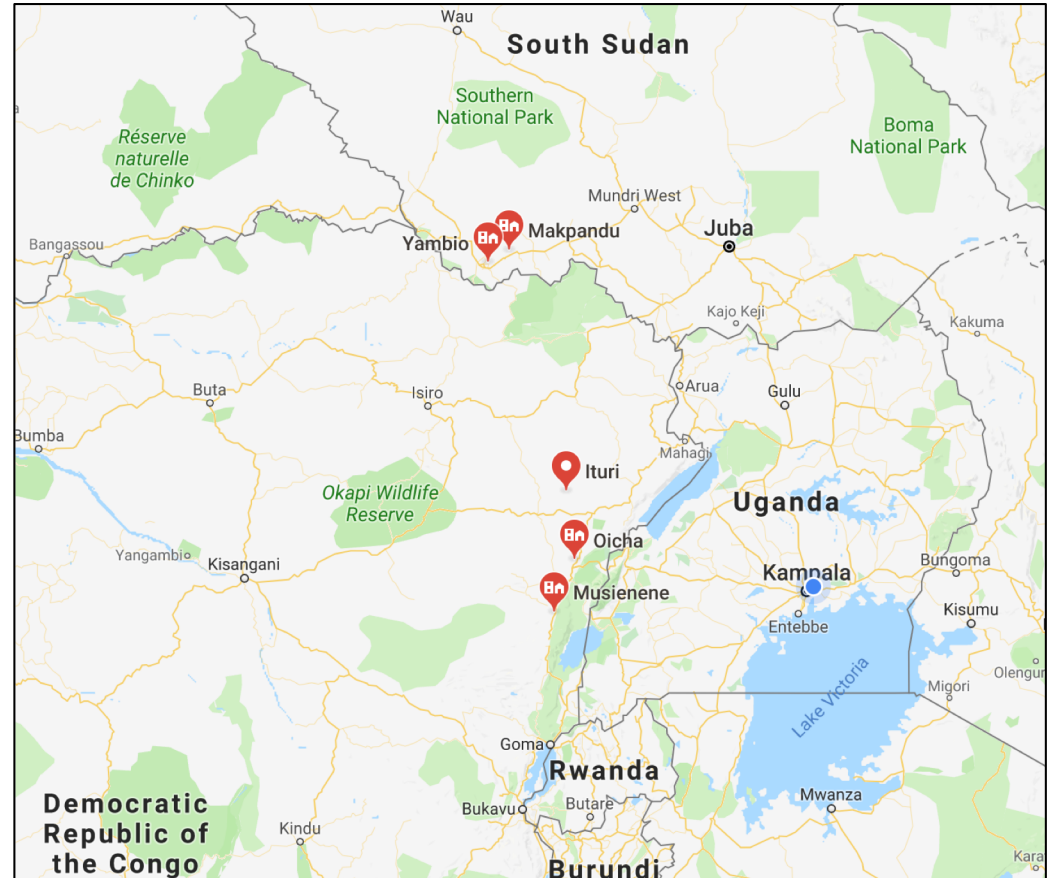 Wau
South Sudan
Southern
National Park
Boma
National Park
Réserve
naturelle
de Chinko
Mundri West
Makpandu
Yambio
Juba
Bangassou
Kajo Keji
Kakuma
Buta
Isiro
Arua
Gulu
Bumba
Mahagi
Ituri
Okapi Wildlife
Reserve
Uganda
Oicha
Yangambi
Kisangani
Kampala
Bungoma
Musienene
Kisumu
Entebbe
Lake Victoria
Migori
Goma
Rwanda
Bukavu
Butare
Mwanza
Democratic
Republic of
the Congo
Kindu
Burundi